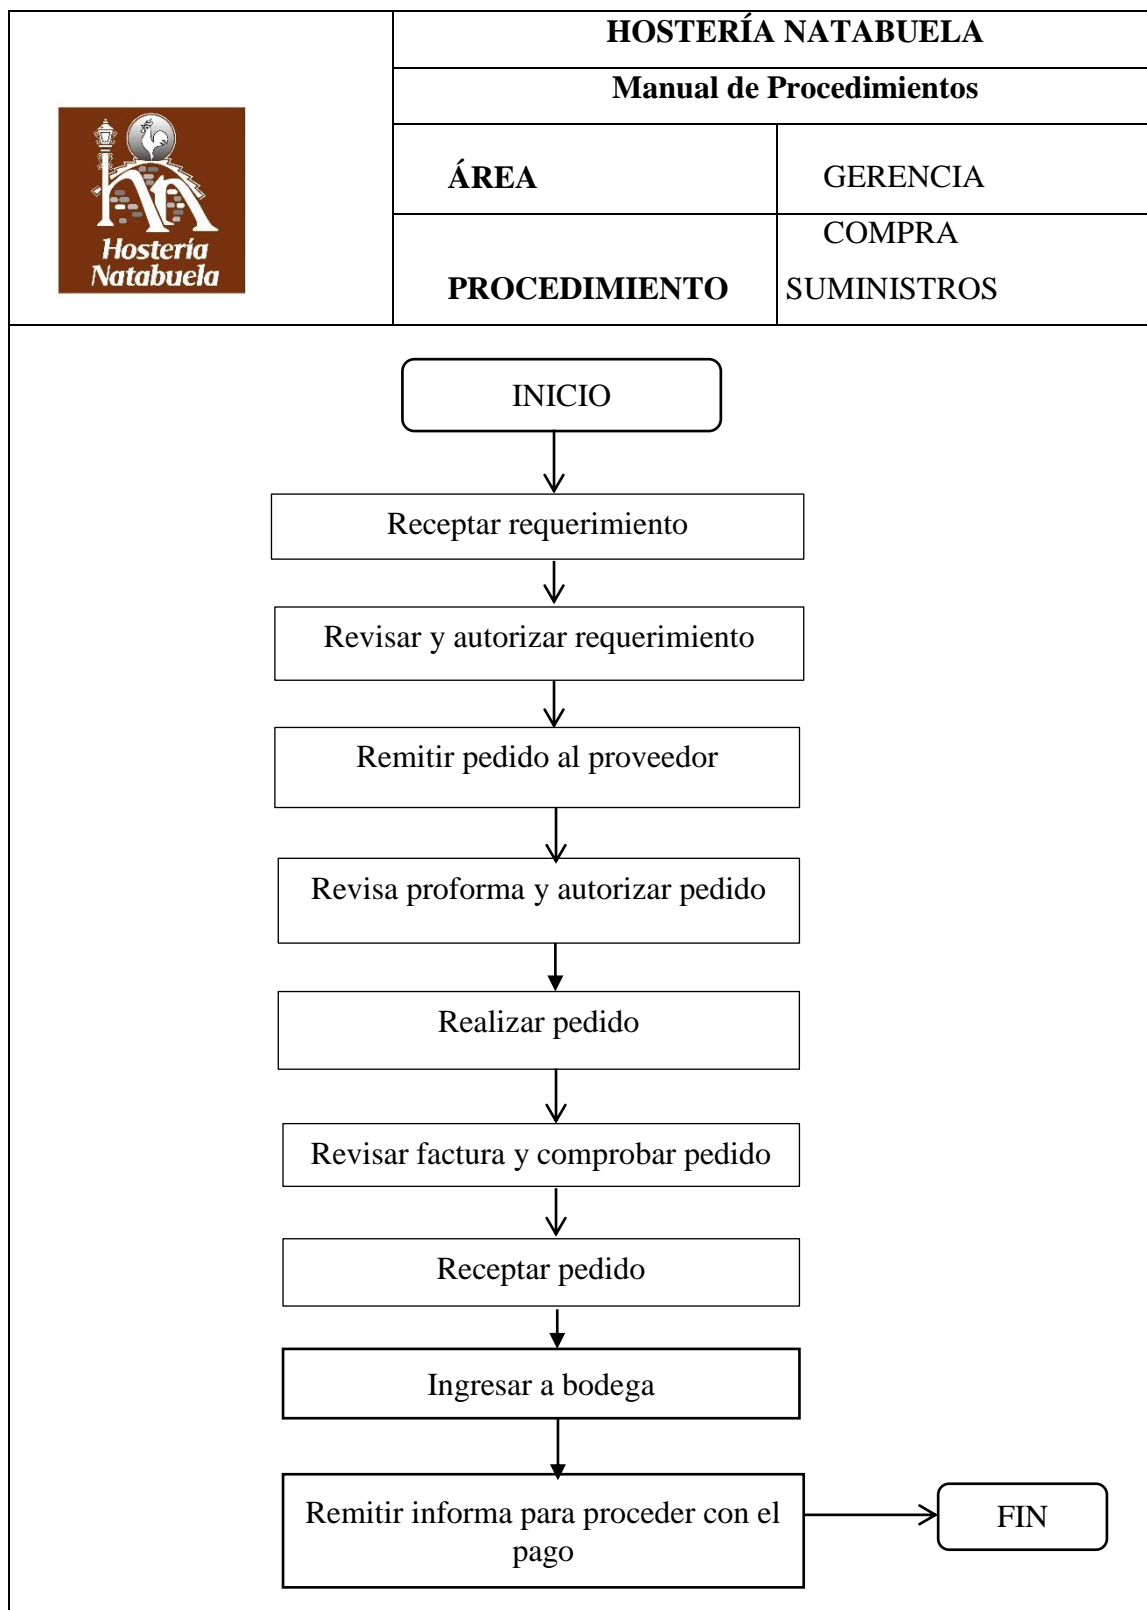 HOSTERÍA NATABUELA
Manual de Procedimientos
Hostería
Natabuela
ÁREA
GERENCIA
PROCEDIMIENTO
COMPRA
SUMINISTROS
INICIO
Receptar requerimiento
Revisar y autorizar requerimiento
Remitir pedido al proveedor
Revisa proforma y autorizar pedido
Realizar pedido
Revisar factura y comprobar pedido
Receptar pedido
Ingresar a bodega
Remitir informa para proceder con el
pago
FIN